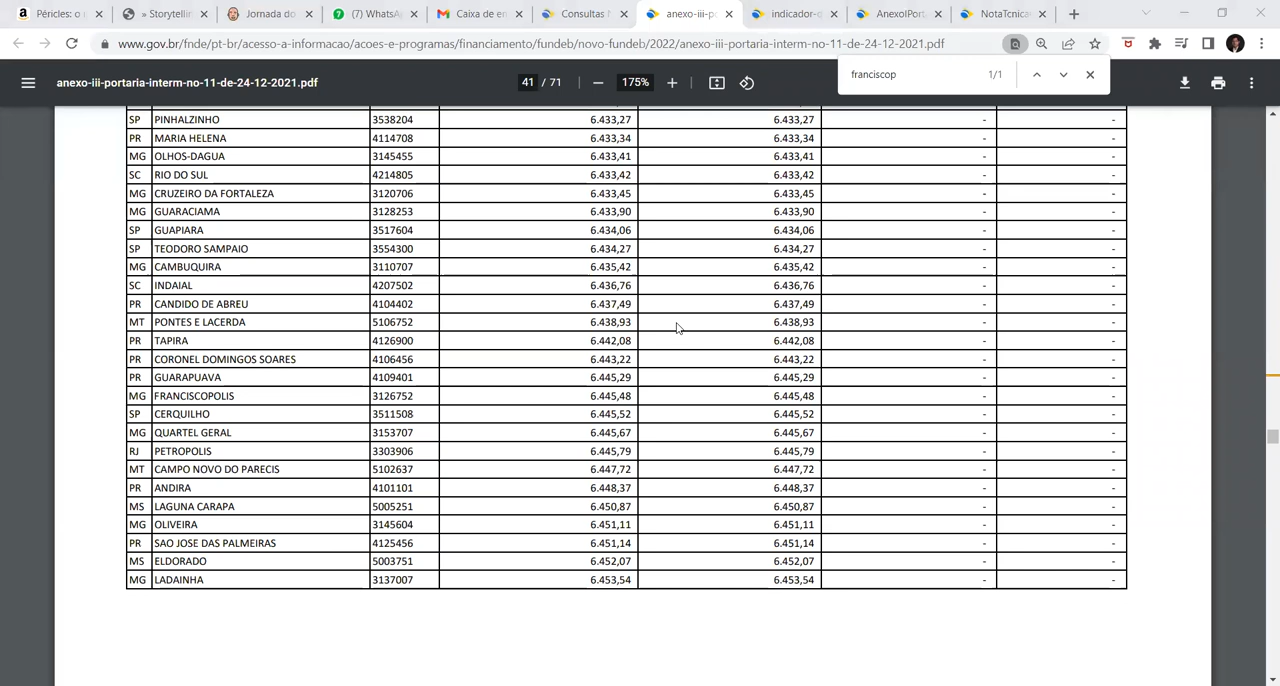 Péricles: o
» Storytellin
Jornada do
(7) WhatsA
Caixa de en
Consultas
anexo-iii-po
indicador-q
AnexoIPort
NotaTcnica
www.gov.br/fnde/pt-br/acesso-a-informacao/acoes-e-programas/financiamento/fundeb/novo-fundeb/2022/anexo-iii-portaria-interm-no-11-de-24-12-2021.pdf
franciscop 1/1
anexo-iii-portaria-interm-no-11-de-24-12-2021.pdf 41 / 71 175%
SP PINHALZINHO 3538204 6.433,27 6.433,27 - -
PR MARIA HELENA 4114708 6.433,34 6.433,34 - -
MG OLHOS-DAGUA 3145455 6.433,41 6.433,41 - -
SC RIO DO SUL 4214805 6.433,42 6.433,42 - -
MG CRUZEIRO DA FORTALEZA 3120706 6.433,45 6.433,45 - -
MG GUARACIAMA 3128253 6.433,90 6.433,90 - -
SP GUAPIARA 3517604 6.434,06 6.434,06 - -
SP TEODORO SAMPAIO 3554300 6.434,27 6.434,27 - -
MG CAMBUQUIRA 3110707 6.435,42 6.435,42 - -
SC INDAIAL 4207502 6.436,76 6.436,76 - -
PR CANDIDO DE ABREU 4104402 6.437,49 6.437,49 - -
MT PONTES E LACERDA 5106752 6.438,93 6.438,93 - -
PR TAPIRA 4126900 6.442,08 6.442,08 - -
PR CORONEL DOMINGOS SOARES 4106456 6.443,22 6.443,22 - -
PR GUARAPUAVA 4109401 6.445,29 6.445,29 - -
MG FRANCISCOPOLIS 3126752 6.445,48 6.445,48 - -
SP CERQUILHO 3511508 6.445,52 6.445,52 - -
MG QUARTEL GERAL 3153707 6.445,67 6.445,67 - -
RJ PETROPOLIS 3303906 6.445,79 6.445,79 - -
MT CAMPO NOVO DO PARECIS 5102637 6.447,72 6.447,72 - -
PR ANDIRA 4101101 6.448,37 6.448,37 - -
MS LAGUNA CARAPA 5005251 6.450,87 6.450,87 - -
MG OLIVEIRA 3145604 6.451,11 6.451,11 - -
PR SAO JOSE DAS PALMEIRAS 4125456 6.451,14 6.451,14 - -
MS ELDORADO 5003751 6.452,07 6.452,07 - -
MG LADAINHA 3137007 6.453,54 6.453,54 - -